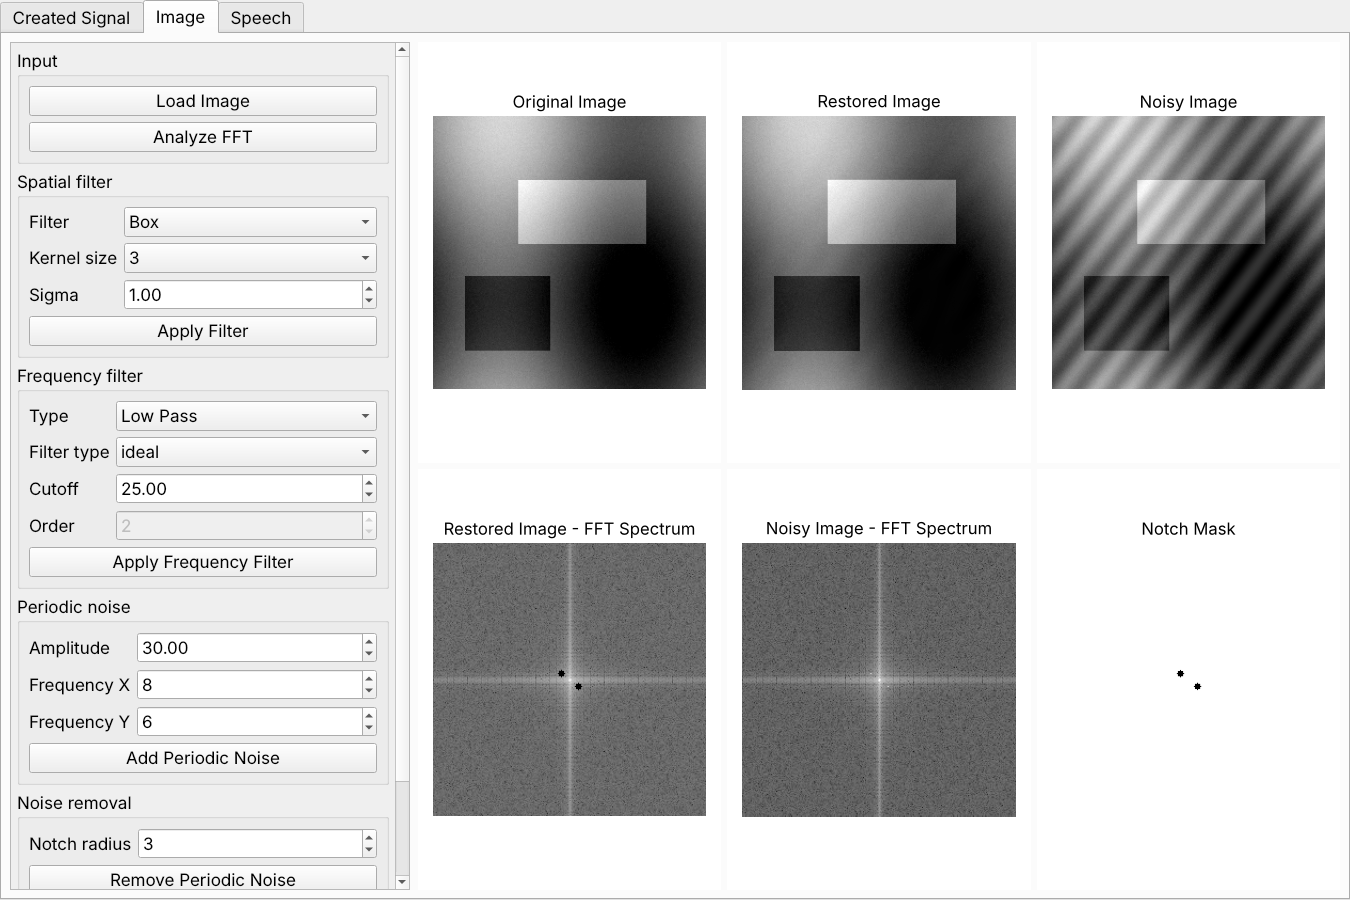 Created Signal
Image
Speech
Input
Load Image
Analyze FFT
Spatial filter
Filter
Box
Kernel size
3
Sigma
1.00
Apply Filter
Frequency filter
Type
Low Pass
Filter type
ideal
Cutoff
25.00
Order
2
Apply Frequency Filter
Periodic noise
Amplitude
30.00
Frequency X
8
Frequency Y
6
Add Periodic Noise
Noise removal
Notch radius
3
Remove Periodic Noise
Original Image
Restored Image
Noisy Image
Restored Image - FFT Spectrum
Noisy Image - FFT Spectrum
Notch Mask